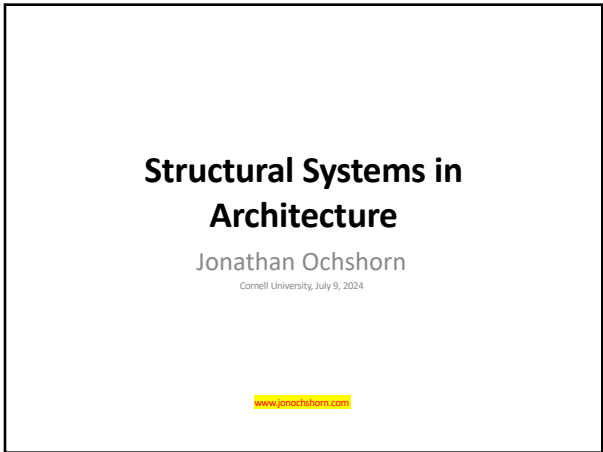 Structural Systems in
Architecture
Jonathan Ochshorn
Cornell University, July 9, 2024
www.jonochshorn.com